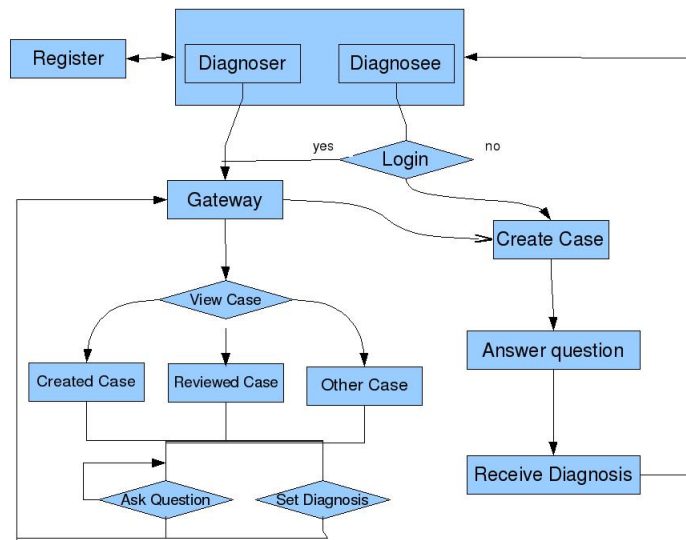 Register
Diagnoser
Diagnosee
yes
Login
no
Gateway
Create Case
View Case
Answer question
Created Case
Reviewed Case
Other Case
Receive Diagnosis
Ask Question
Set Diagnosis